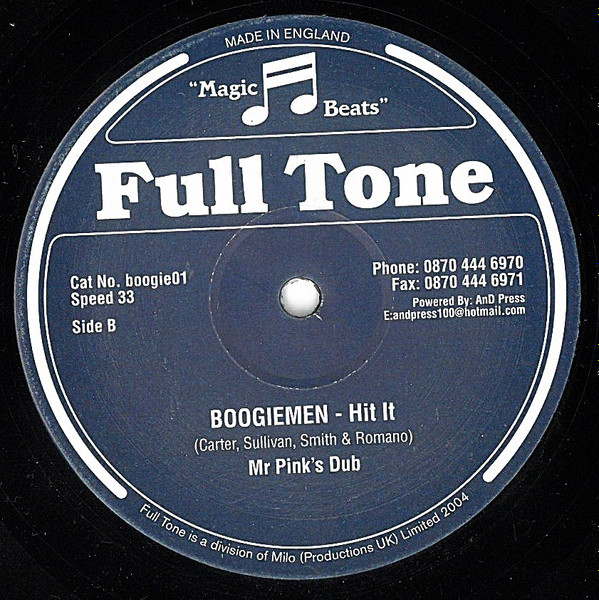 MADE IN ENGLAND
"Magic
Beats"
Full Tone
Cat No. boogie01
Speed 33
Side B
Phone: 0870 444 6970
Fax: 0870 444 6971
Powered By: AnD Press
E:andpress100@hotmail.com
BOOGIEMEN - Hit It
(Carter, Sullivan, Smith & Romano)
Mr Pink's Dub
Full Tone is a division of Milo (Productions UK) Limited 2004